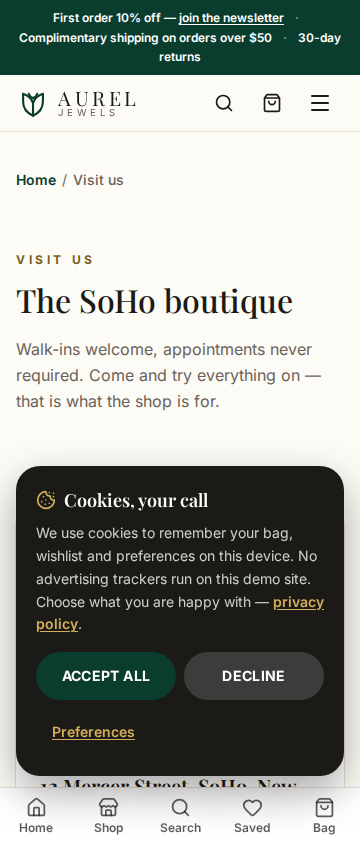 First order 10% off — join the newsletter ·
Complimentary shipping on orders over $50 · 30-day
returns
AUREL
JEWELS
Home / Visit us
VISIT US
The SoHo boutique
Walk-ins welcome, appointments never
required. Come and try everything on —
that is what the shop is for.
Cookies, your call
We use cookies to remember your bag,
wishlist and preferences on this device. No
advertising trackers run on this demo site.
Choose what you are happy with — privacy
policy.
ACCEPT ALL
DECLINE
Preferences
Mercer Street, SoHo, New
Home
Shop
Search
Saved
Bag